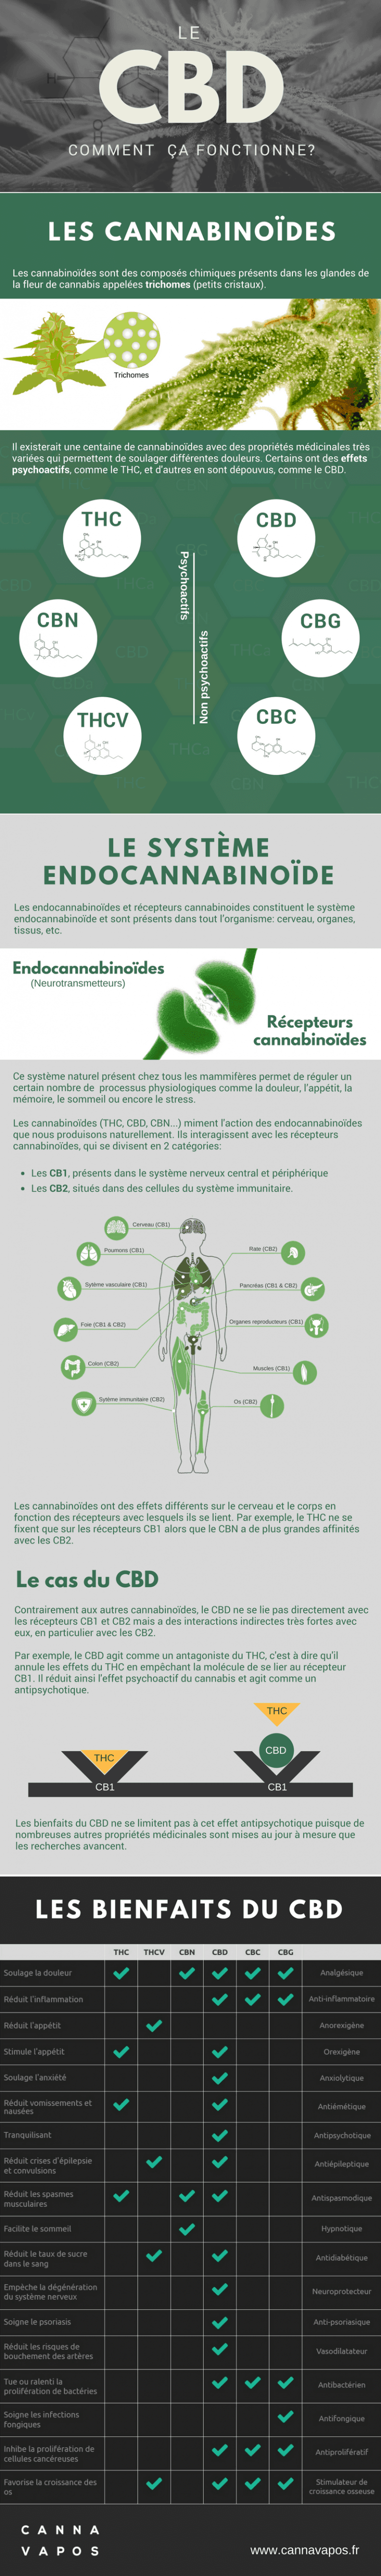 LE
CBD
COMMENT ÇA FONCTIONNE?
LES CANNABINOÏDES
Les cannabinoïdes sont des composés chimiques présents dans les glandes de
la fleur de cannabis appelées trichomes (petits cristaux).
Trichomes
Il existerait une centaine de cannabinoïdes avec des propriétés médicinales très
variées qui permettent de soulager différentes douleurs. Certains ont des effets
psychoactifs, comme le THC, et d'autres en sont dépouvus, comme le CBD.
THC
CBD
CBN
CBG
THCV
CBC
Psychoactifs
Non psychoactifs
LE SYSTÈME
ENDOCANNABINOÏDE
Les endocannabinoïdes et récepteurs cannabinoides constituent le système
endocannabinoïde et sont présents dans tout l'organisme: cerveau, organes,
tissus, etc.
Endocannabinoïdes
(Neurotransmetteurs)
Récepteurs
cannabinoïdes
Ce système naturel présent chez tous les mammifères permet de réguler un
certain nombre de processus physiologiques comme la douleur, l'appétit, la
mémoire, le sommeil ou encore le stress.
Les cannabinoïdes (THC, CBD, CBN...) miment l'action des endocannabinoïdes
que nous produisons naturellement. Ils interagissent avec les récepteurs
cannabinoïdes, qui se divisent en 2 catégories:
• Les CB1, présents dans le système nerveux central et périphérique
• Les CB2, situés dans des cellules du système immunitaire.
Cerveau (CB1)
Poumons (CB1)
Rate (CB2)
Sytéme vasculaire (CB1)
Pancréas (CB1 & CB2)
Foie (CB1 & CB2)
Organes reproducteurs (CB1)
Colon (CB2)
Muscles (CB1)
Sytéme immunitaire (CB2)
Os (CB2)
Les cannabinoïdes ont des effets différents sur le cerveau et le corps en
fonction des récepteurs avec lesquels ils se lient. Par exemple, le THC ne se
fixent que sur les récepteurs CB1 alors que le CBN a de plus grandes affinités
avec les CB2.
Le cas du CBD
Contrairement aux autres cannabinoïdes, le CBD ne se lie pas directement avec
les récepteurs CB1 et CB2 mais a des interactions indirectes très fortes avec
eux, en particulier avec les CB2.
Par exemple, le CBD agit comme un antagoniste du THC, c'est à dire qu'il
annule les effets du THC en empêchant la molécule de se lier au récepteur
CB1. Il réduit ainsi l'effet psychoactif du cannabis et agit comme un
antipsychotique.
THC
CBD
THC
CB1
CB1
Les bienfaits du CBD ne se limitent pas à cet effet antipsychotique puisque de
nombreuses autres propriétés médicinales sont mises au jour à mesure que
les recherches avancent.
LES BIENFAITS DU CBD
THC THCV CBN CBD CBC CBG
Soulage la douleur Analgésique
Réduit l'inflammation Anti-inflammatoire
Réduit l'appétit Anorexigène
Stimule l'appétit Orexigène
Soulage l'anxiété Anxiolytique
Réduit vomissements et
nausées Antiémétique
Tranquilisant Antipsychotique
Réduit crises d'épilepsie
et convulsions Antiépileptique
Réduit les spasmes
musculaires Antispasmodique
Facilite le sommeil Hypnotique
Réduit le taux de sucre
dans le sang Antidiabétique
Empêche la dégénération
du système nerveux Neuroprotecteur
Soigne le psoriasis Anti-psoriasique
Réduit les risques de
bouchement des artères Vasodilatateur
Tue ou ralenti la
prolifération de bactéries Antibactérien
Soigne les infections
fongiques Antifongique
Inhibe la prolifération de
cellules cancéreuses Antiprolifératif
Favorise la croissance des
os
Stimulateur de
croissance osseuse
CANNA
VAPOS
www.cannavapos.fr